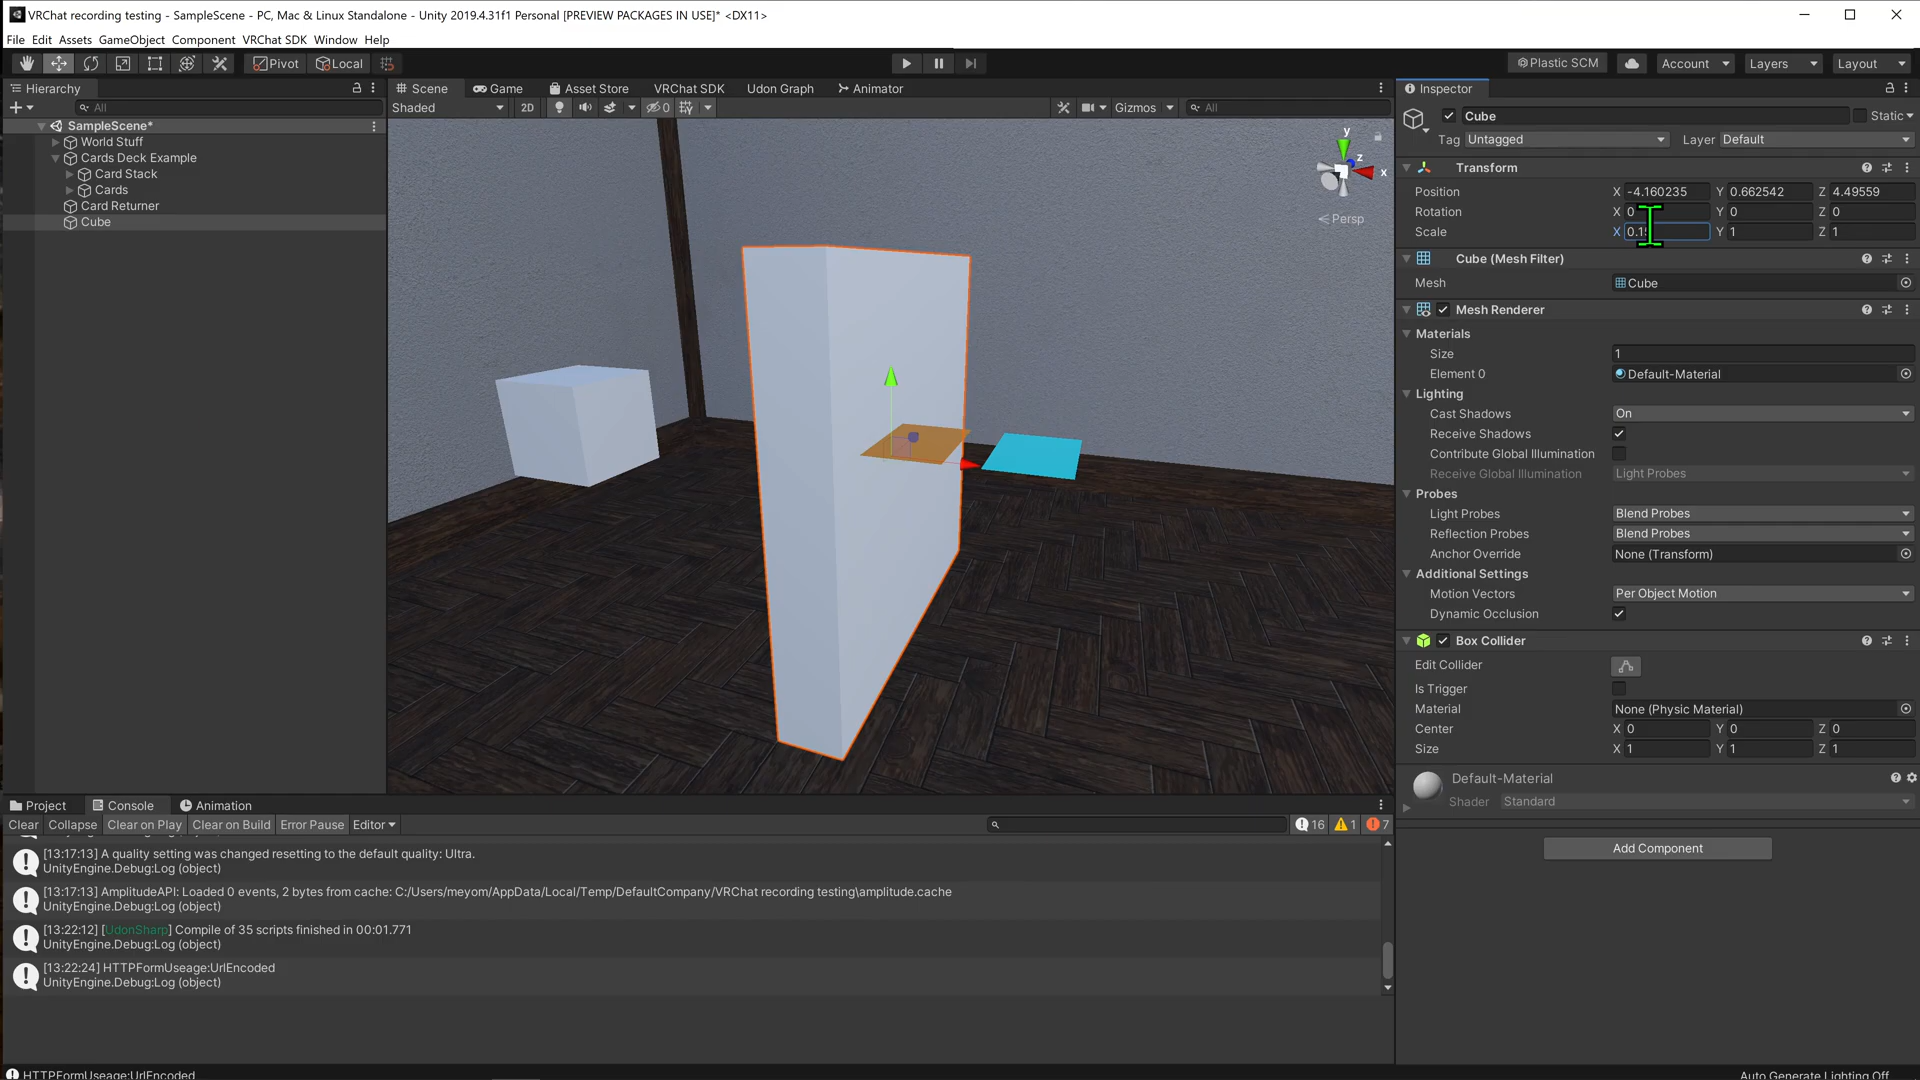 VRChat recording testing - SampleScene - PC, Mac & Linux Standalone - Unity 2019.4.31f1 Personal [PREVIEW PACKAGES IN USE]* <DX11>
File Edit Assets GameObject Component VRChat SDK Window Help
Pivot Local Plastic SCM Account Layers Layout
Hierarchy
All
SampleScene*
World Stuff
Cards Deck Example
Card Stack
Cards
Card Returner
Cube
Scene Game Asset Store VRChat SDK Udon Graph Animator
Shaded 2D 0 Gizmos All
y
z
x
Persp
Inspector
Cube Static
Tag Untagged Layer Default
Transform
Position X -4.160235 Y 0.662542 Z 4.49559
Rotation X 0 Y 0 Z 0
Scale X Y 1 Z 1
Cube (Mesh Filter)
Mesh Cube
Mesh Renderer
Materials
Size 1
Element 0 Default-Material
Lighting
Cast Shadows On
Receive Shadows
Contribute Global Illumination
Receive Global Illumination Light Probes
Probes
Light Probes Blend Probes
Reflection Probes Blend Probes
Anchor Override None (Transform)
Additional Settings
Motion Vectors Per Object Motion
Dynamic Occlusion
Box Collider
Edit Collider
Is Trigger
Material None (Physic Material)
Center X 0 Y 0 Z 0
Size X 1 Y 1 Z 1
Default-Material
Shader Standard
Add Component
Project Console Animation
Clear Collapse Clear on Play Clear on Build Error Pause Editor 16 1 7
[13:17:13] A quality setting was changed resetting to the default quality: Ultra.
UnityEngine.Debug:Log (object)
[13:17:13] AmplitudeAPI: Loaded 0 events, 2 bytes from cache: C:/Users/meyom/AppData/Local/Temp/DefaultCompany/VRChat recording testing\amplitude.cache
UnityEngine.Debug:Log (object)
[13:22:12] [UdonSharp] Compile of 35 scripts finished in 00:01.771
UnityEngine.Debug:Log (object)
[13:22:24] HTTPFormUseage:UrlEncoded
UnityEngine.Debug:Log (object)
HTTPFormUseage:UrlEncoded
Auto Generate Lighting Off